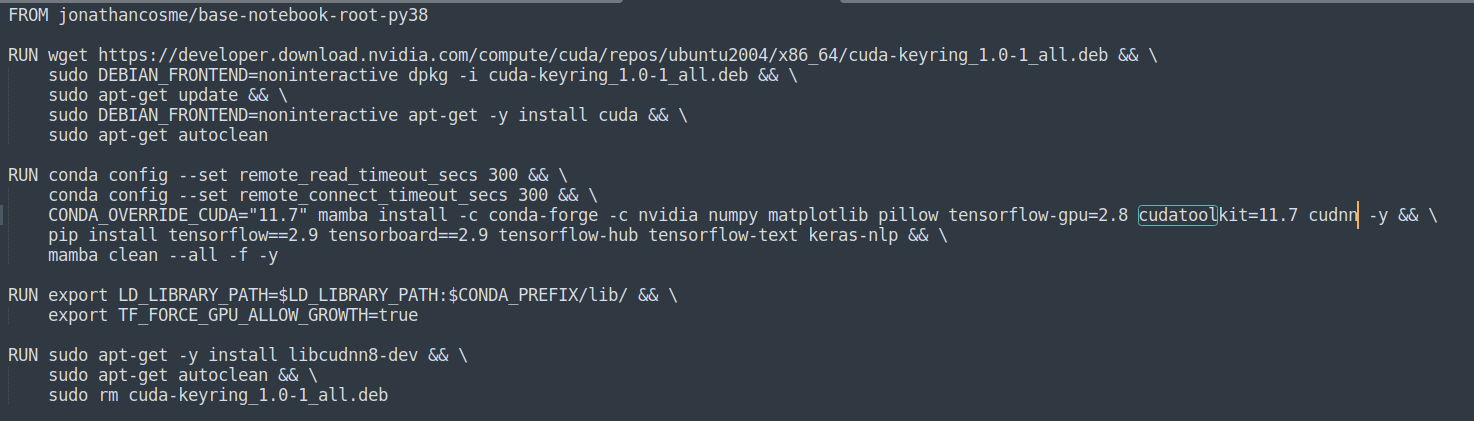 FROM jonathancosme/base-notebook-root-py38
RUN wget https://developer.download.nvidia.com/compute/cuda/repos/ubuntu2004/x86_64/cuda-keyring_1.0-1_all.deb && \
sudo DEBIAN_FRONTEND=noninteractive dpkg -i cuda-keyring_1.0-1_all.deb && \
sudo apt-get update && \
sudo DEBIAN_FRONTEND=noninteractive apt-get -y install cuda && \
sudo apt-get autoclean
RUN conda config --set remote_read_timeout_secs 300 && \
conda config --set remote_connect_timeout_secs 300 && \
CONDA_OVERRIDE_CUDA="11.7" mamba install -c conda-forge -c nvidia numpy matplotlib pillow tensorflow-gpu=2.8 cudatoolkit=11.7 cudnn -y && \
pip install tensorflow==2.9 tensorboard==2.9 tensorflow-hub tensorflow-text keras-nlp && \
mamba clean --all -f -y
RUN export LD_LIBRARY_PATH=$LD_LIBRARY_PATH:$CONDA_PREFIX/lib/ && \
export TF_FORCE_GPU_ALLOW_GROWTH=true
RUN sudo apt-get -y install libcudnn8-dev && \
sudo apt-get autoclean && \
sudo rm cuda-keyring_1.0-1_all.deb